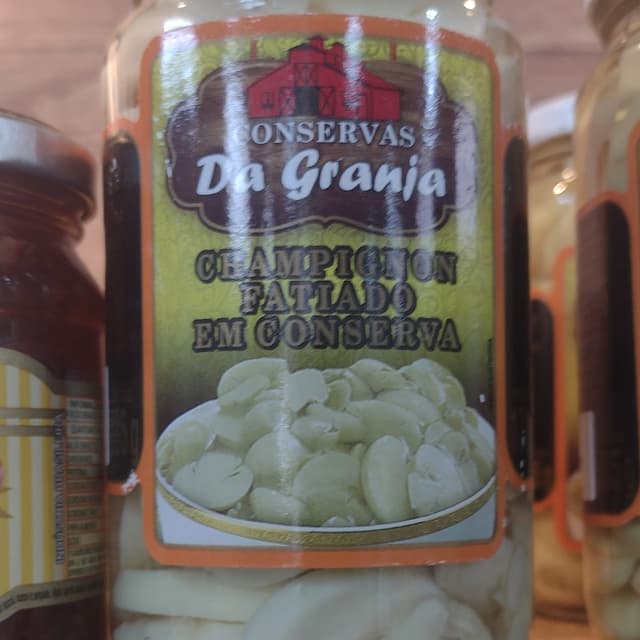 CONSERVAS
Da Granja
CHAMPIGNON
FATIADO
EM CONSERVA